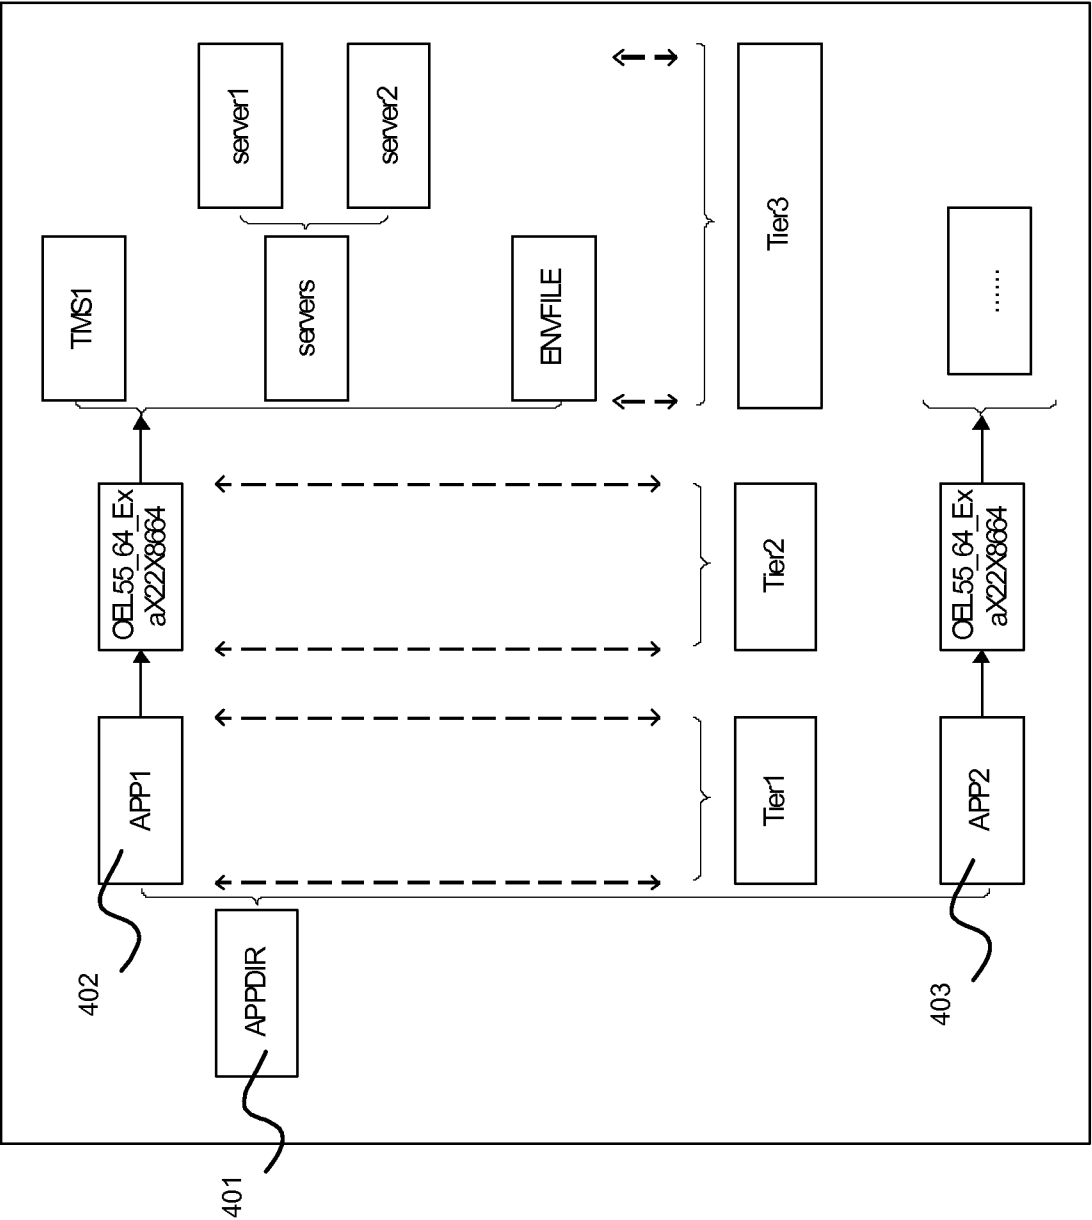 401
APPDIR
402
APP1
OEL55_64_Ex
aX22X8664
TMS1
servers
server1
server2
ENVFILE
Tier1
Tier2
Tier3
403
APP2
OEL55_64_Ex
aX22X8664
......